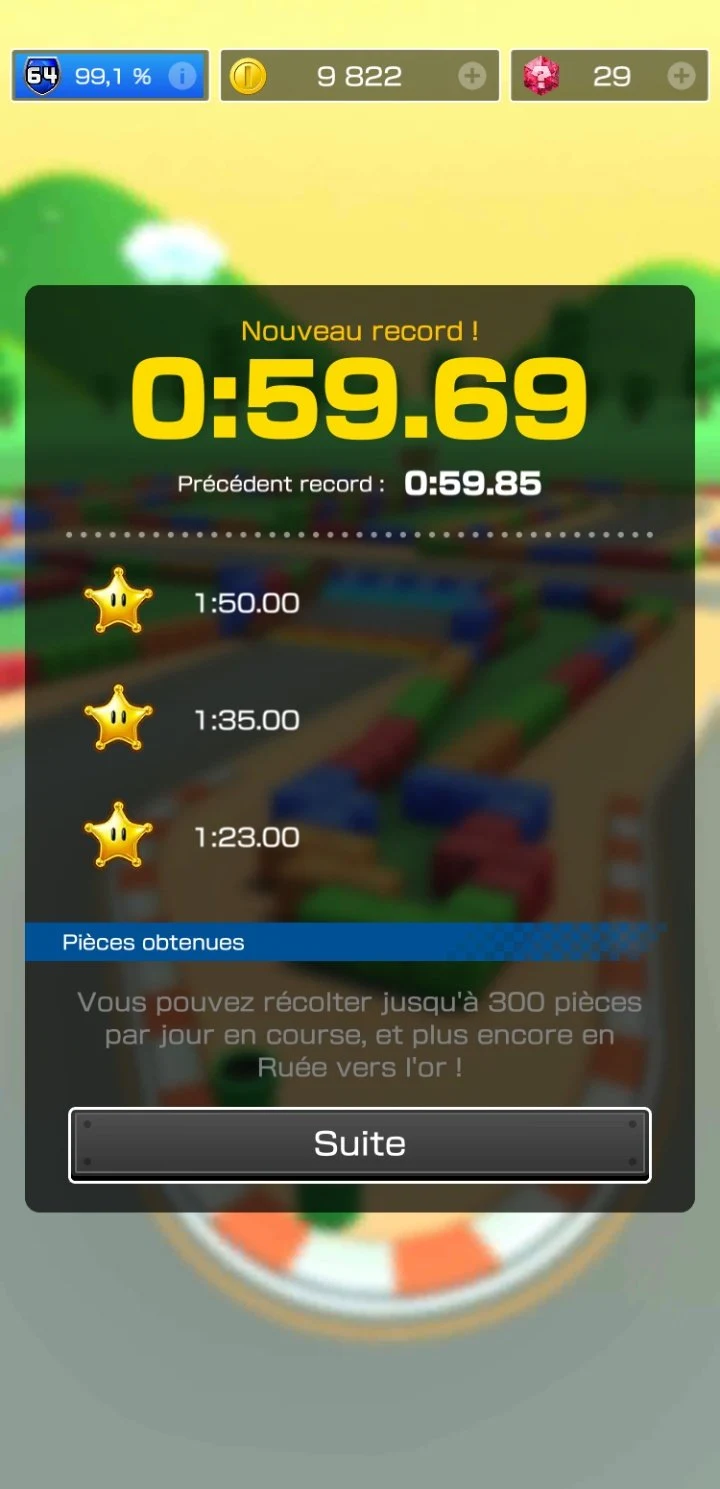 64 99,1 % i 9 822 + ? 29 +
Nouveau record !
0:59.69
Précédent record : 0:59.85
1:50.00
1:35.00
1:23.00
Pièces obtenues
Vous pouvez récolter jusqu'à 300 pièces
par jour en course, et plus encore en
Ruée vers l'or !
Suite